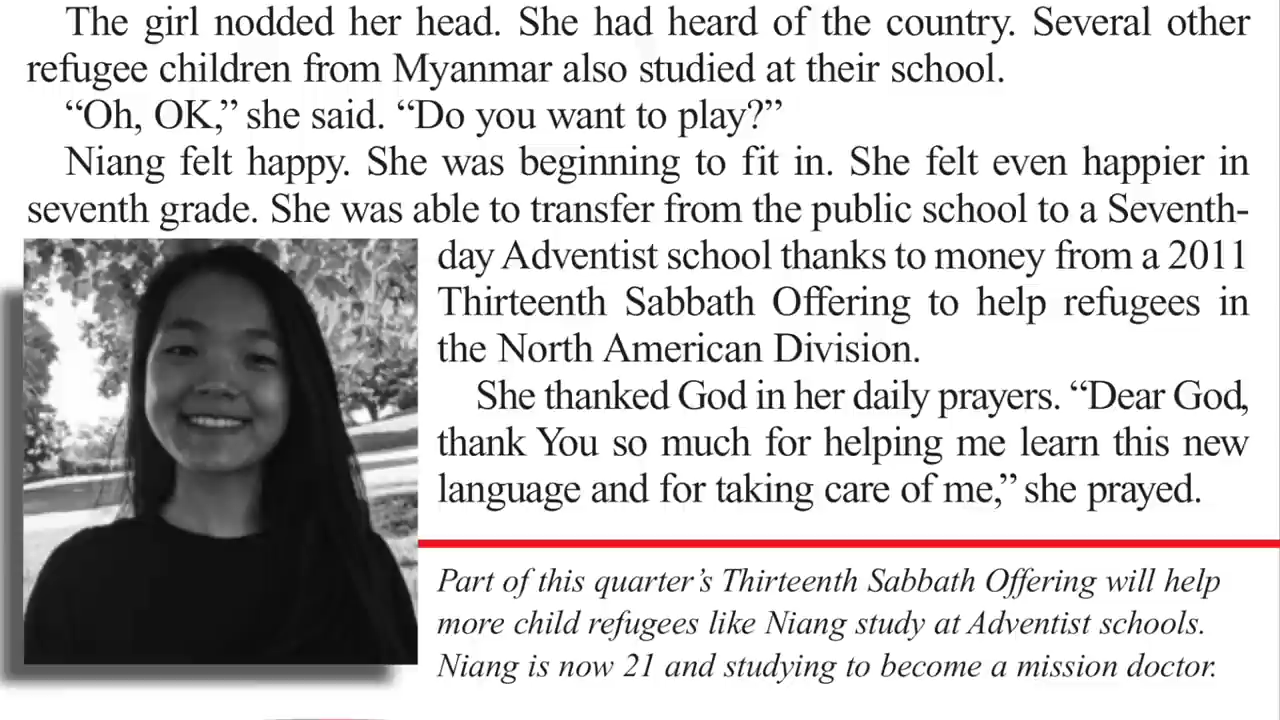 The girl nodded her head. She had heard of the country. Several other
refugee children from Myanmar also studied at their school.
“Oh, OK,” she said. “Do you want to play?”
Niang felt happy. She was beginning to fit in. She felt even happier in
seventh grade. She was able to transfer from the public school to a Seventh-
day Adventist school thanks to money from a 2011
Thirteenth Sabbath Offering to help refugees in
the North American Division.
She thanked God in her daily prayers. “Dear God,
thank You so much for helping me learn this new
language and for taking care of me,” she prayed.
Part of this quarter’s Thirteenth Sabbath Offering will help
more child refugees like Niang study at Adventist schools.
Niang is now 21 and studying to become a mission doctor.